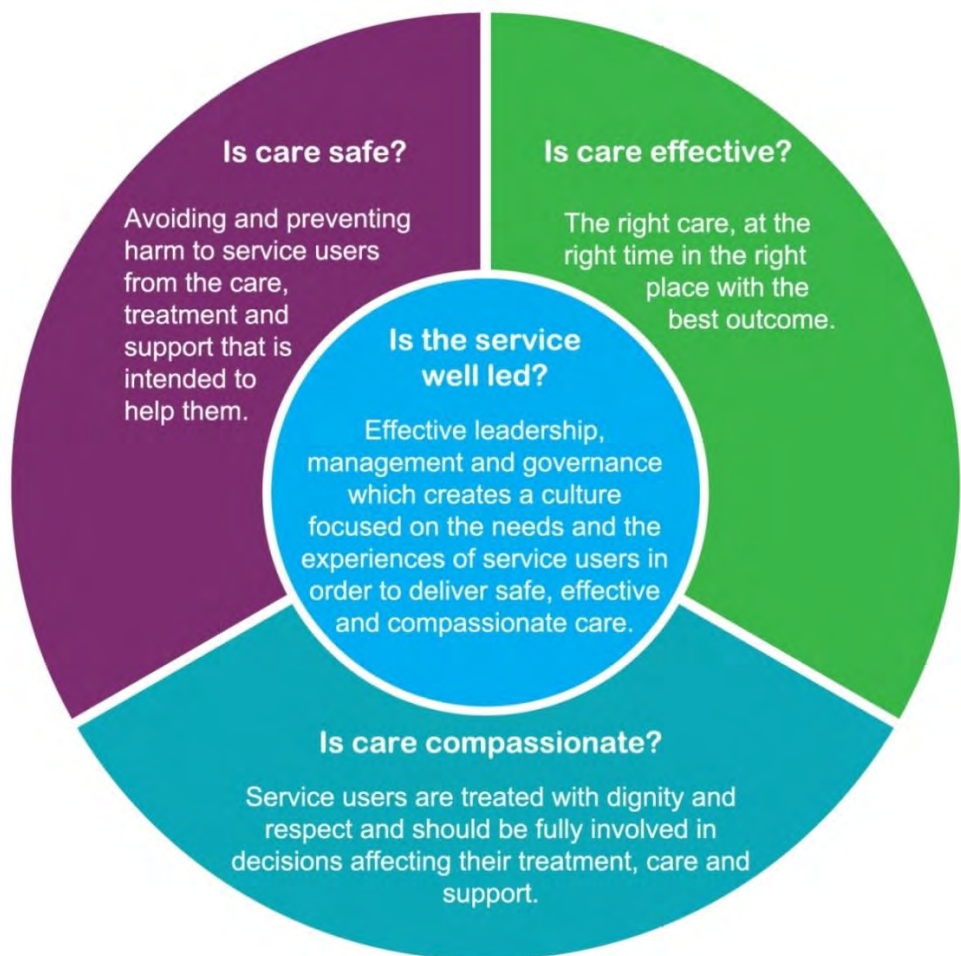 Is care safe?
Avoiding and preventing
harm to service users
from the care,
treatment and
support that is
intended to
help them.
Is care effective?
The right care, at the
right time in the right
place with the
best outcome.
Is the service
well led?
Effective leadership,
management and governance
which creates a culture
focused on the needs and the
experiences of service users in
order to deliver safe, effective
and compassionate care.
Is care compassionate?
Service users are treated with dignity and
respect and should be fully involved in
decisions affecting their treatment, care and
support.